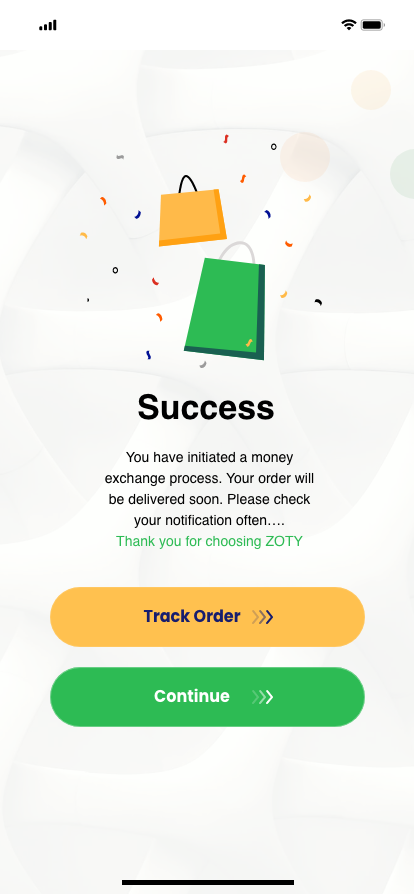 Success
You have initiated a money
exchange process. Your order will
be delivered soon. Please check
your notification often....
Thank you for choosing ZOTY
Track Order
Continue